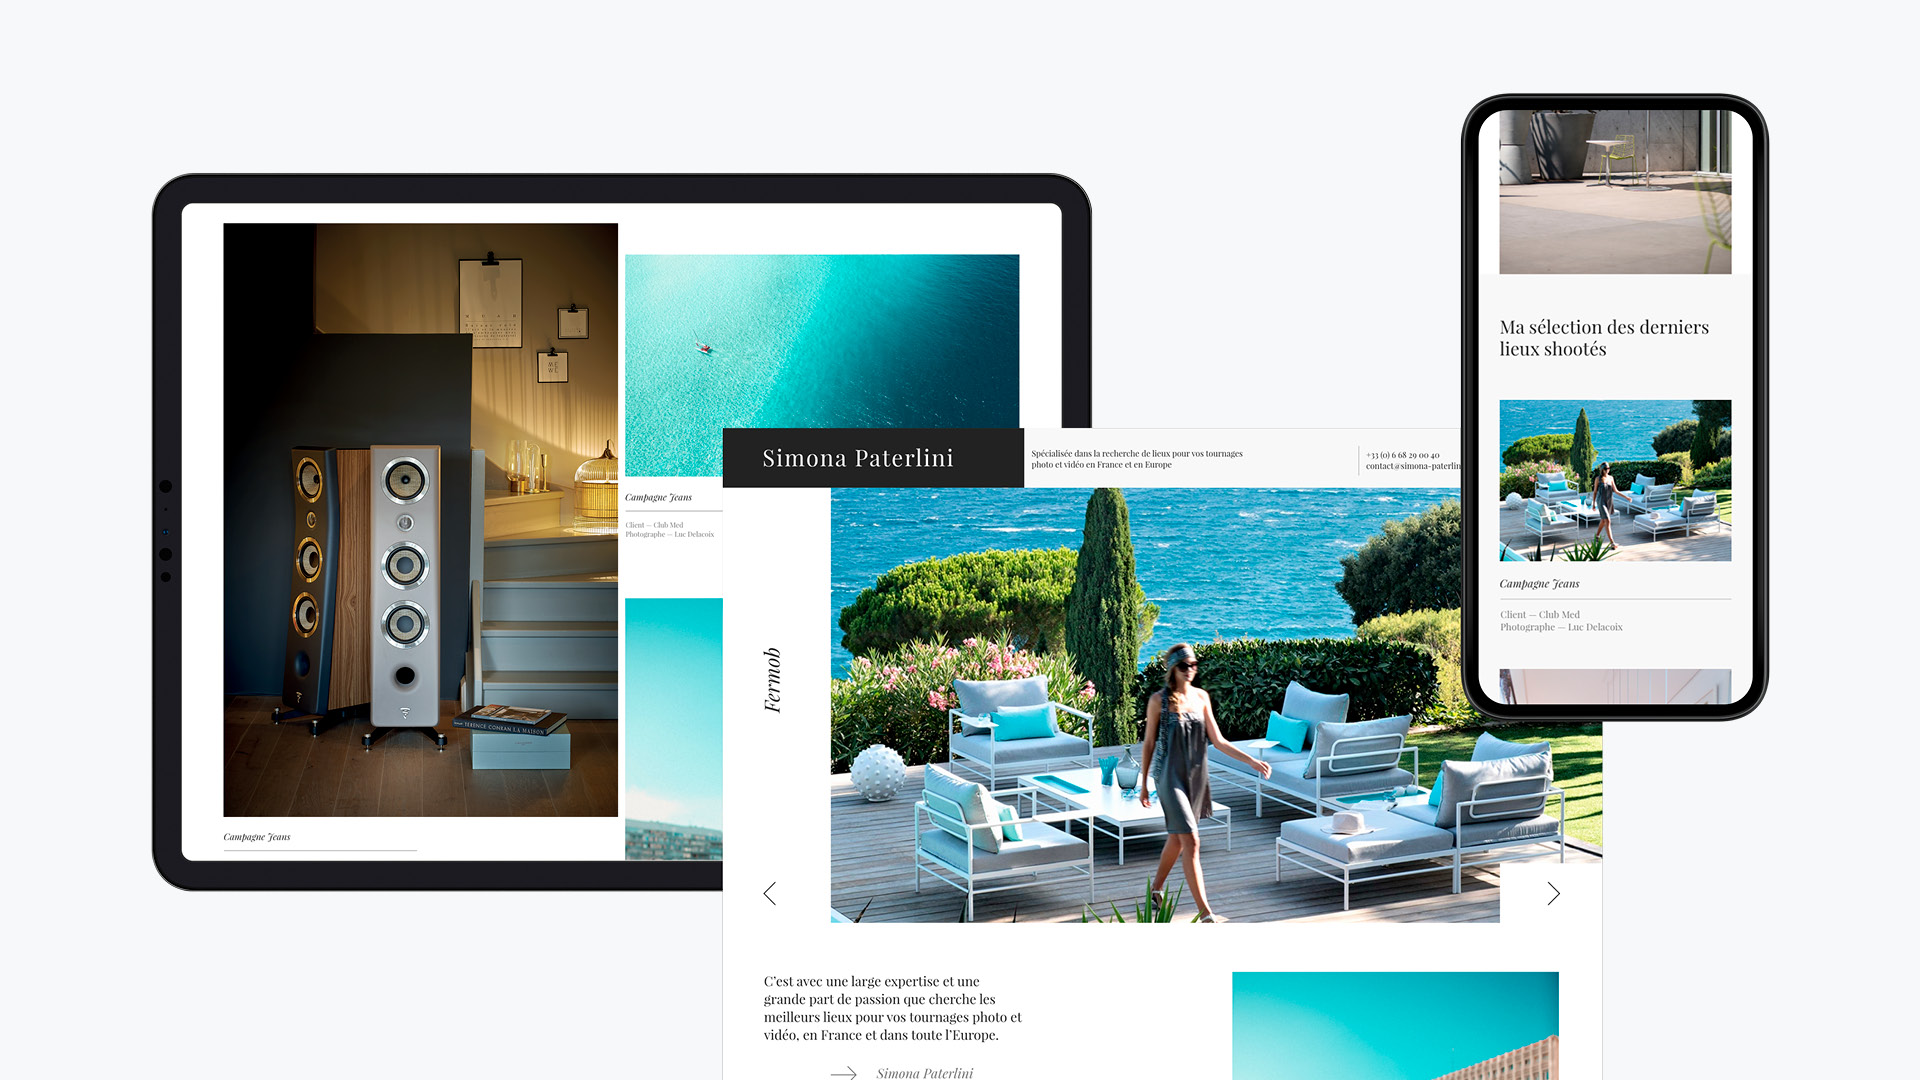 Campagne Jeans
Client — Club Med
Photographe — Luc Delacoix
TERENCE CONRAN LA MAISON
Campagne Jeans
Simona Paterlini
Spécialisée dans la recherche de lieux pour vos tournages
photo et vidéo en France et en Europe
+33 (0) 6 68 29 00 40
contact@simona-paterlin
Fermob
C’est avec une large expertise et une
grande part de passion que cherche les
meilleurs lieux pour vos tournages photo et
vidéo, en France et dans toute l’Europe.
Simona Paterlini
Ma sélection des derniers
lieux shootés
Campagne Jeans
Client — Club Med
Photographe — Luc Delacoix